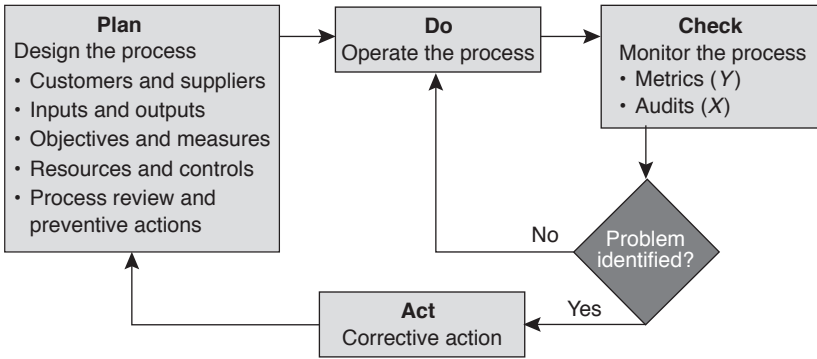 Plan
Design the process
• Customers and suppliers
• Inputs and outputs
• Objectives and measures
• Resources and controls
• Process review and
preventive actions
Do
Operate the process
Check
Monitor the process
• Metrics (Y)
• Audits (X)
Problem
identified?
No
Yes
Act
Corrective action